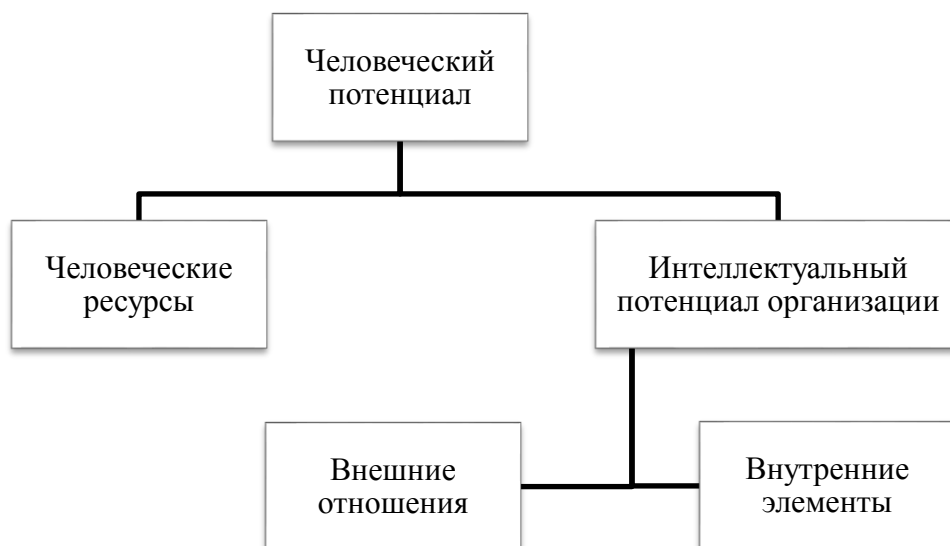 Человеческий
потенциал
Человеческие
ресурсы
Интеллектуальный
потенциал организации
Внешние
отношения
Внутренние
элементы